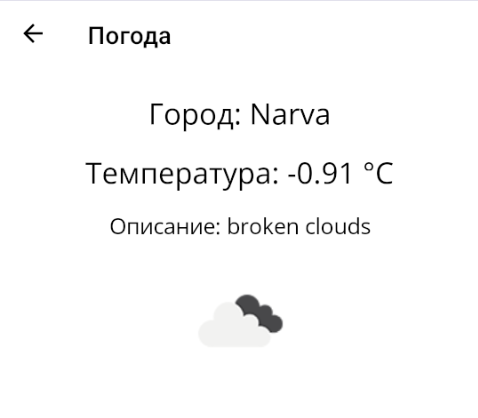 Погода
Город: Narva
Температура: -0.91 °C
Описание: broken clouds